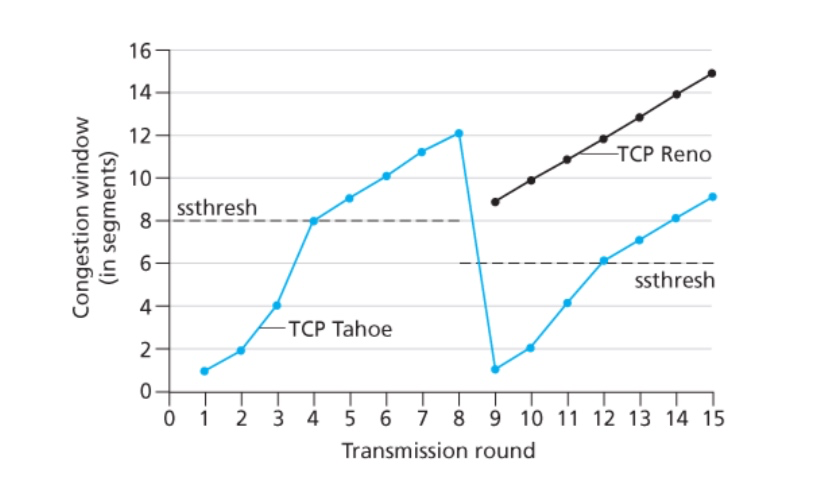 16
14
12
10
8
6
4
2
0
Congestion window
(in segments)
ssthresh
TCP Reno
ssthresh
TCP Tahoe
0 1 2 3 4 5 6 7 8 9 10 11 12 13 14 15
Transmission round